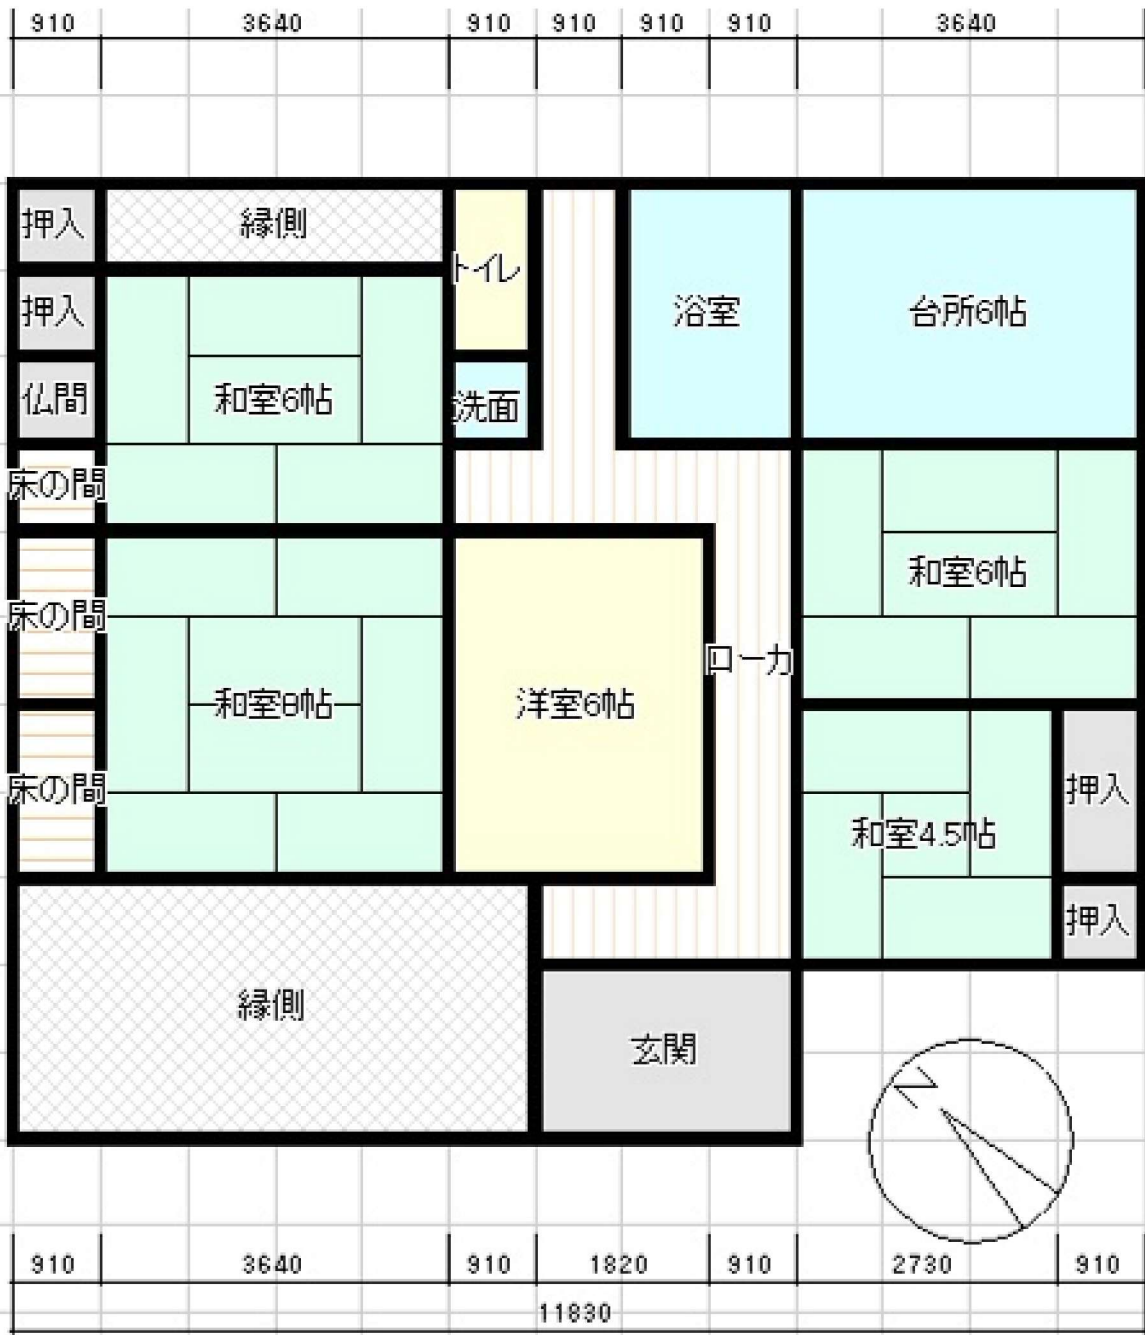 910 3640 910 910 910 910 3640
押入
縁側
トイレ
浴室
台所6帖
押入
和室6帖
仏間
洗面
床の間
和室6帖
床の間
和室8帖
洋室6帖
ローカ
床の間
和室4.5帖
押入
押入
縁側
玄関
N
910 3640 910 1820 910 2730 910
11830